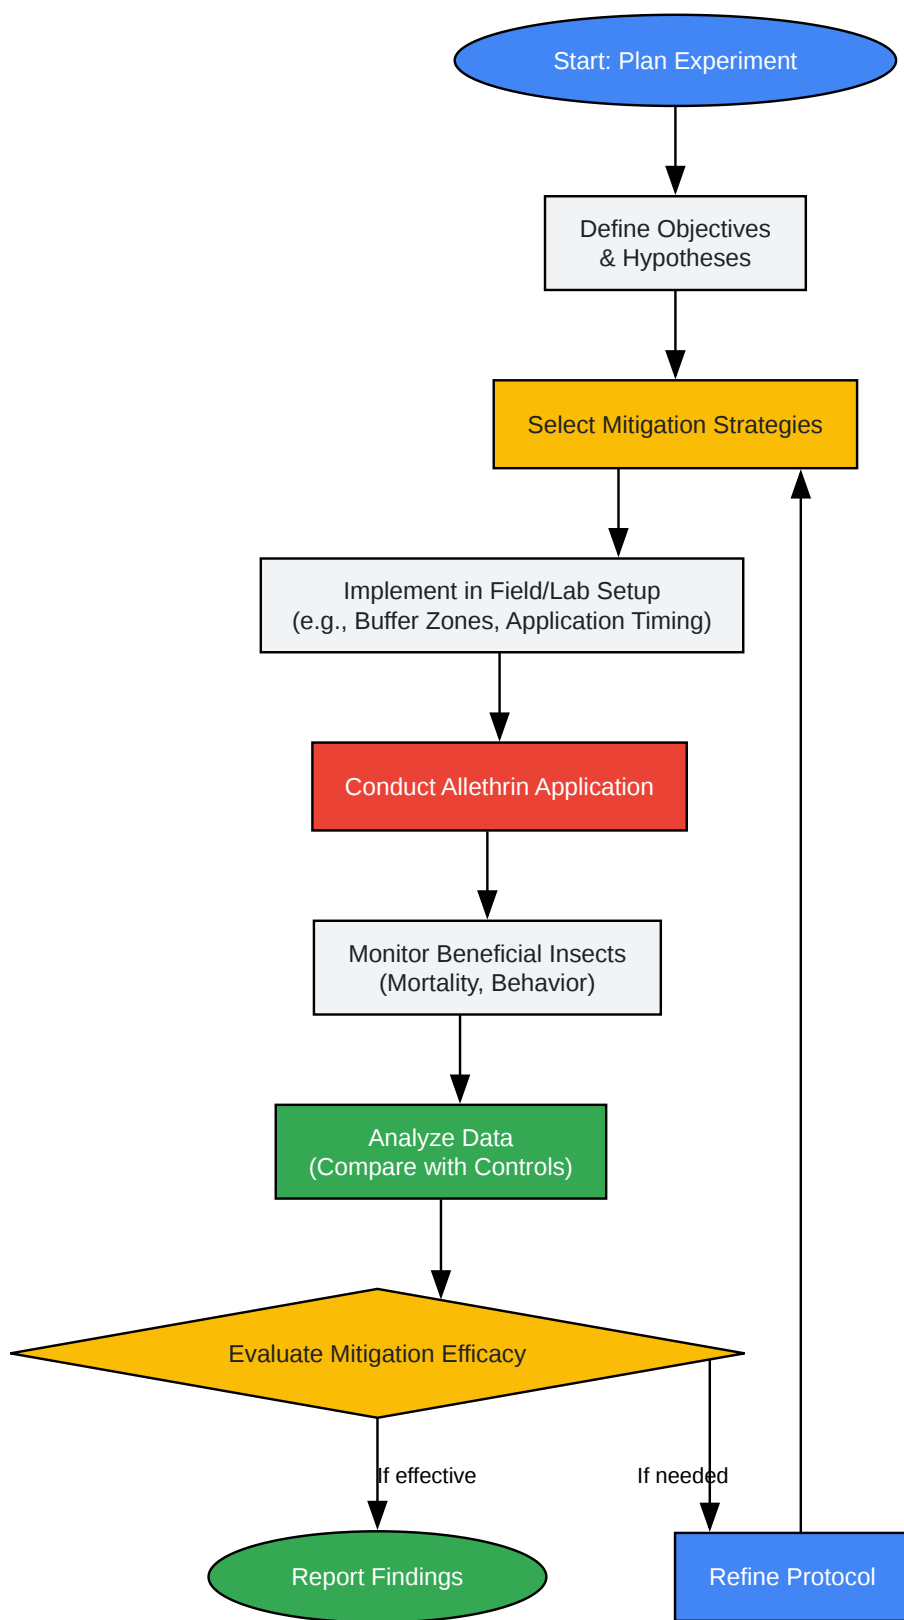 Start: Plan Experiment
Define Objectives
& Hypotheses
Select Mitigation Strategies
Implement in Field/Lab Setup
(e.g., Buffer Zones, Application Timing)
Conduct Allethrin Application
Monitor Beneficial Insects
(Mortality, Behavior)
Analyze Data
(Compare with Controls)
Evaluate Mitigation Efficacy
If effective
If needed
Report Findings
Refine Protocol